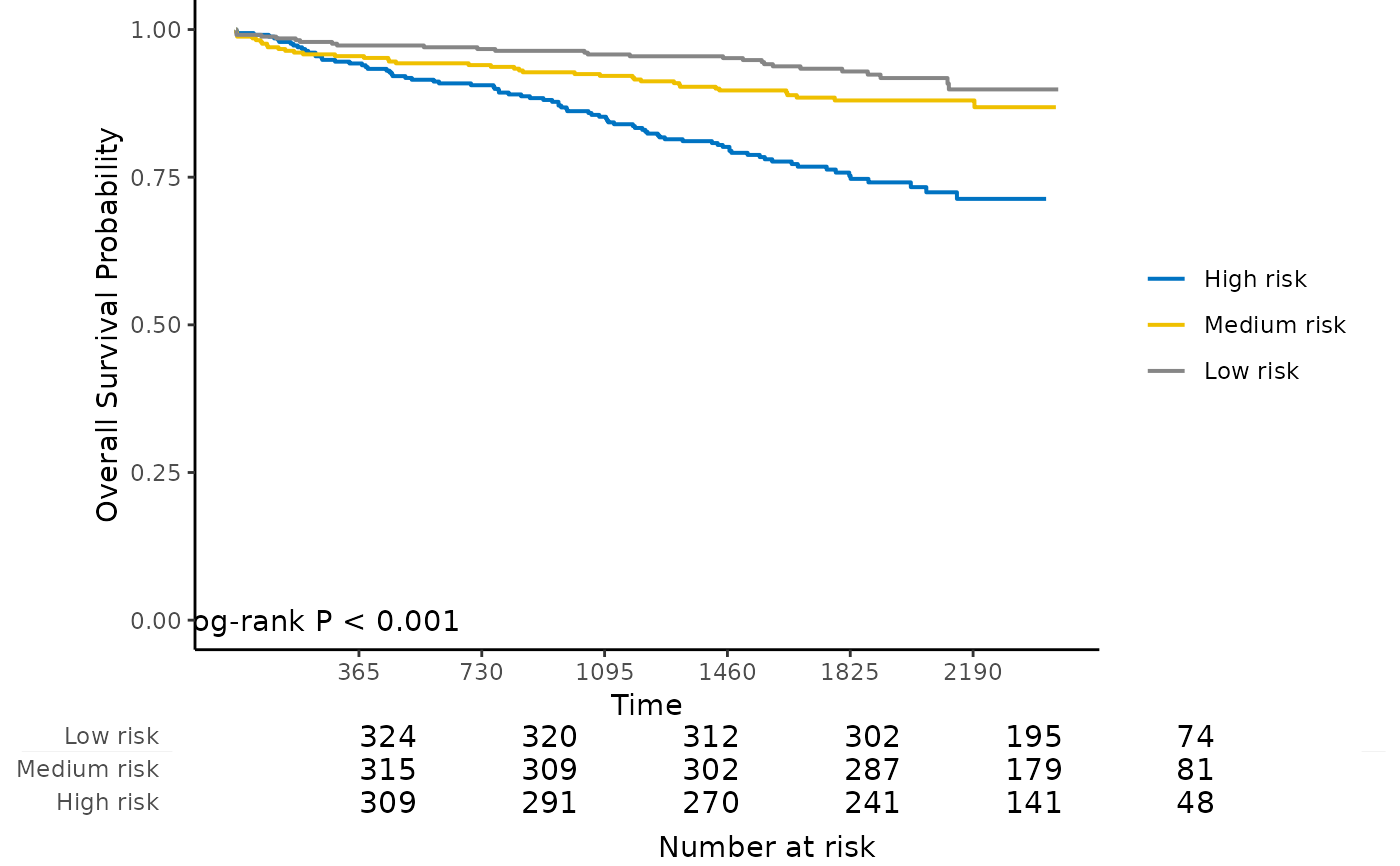 Overall Survival Probability
1.00
0.75
0.50
0.25
0.00
og-rank P < 0.001
365 730 1095 1460 1825 2190
Time
High risk
Medium risk
Low risk
Low risk 324 320 312 302 195 74
Medium risk 315 309 302 287 179 81
High risk 309 291 270 241 141 48
Number at risk